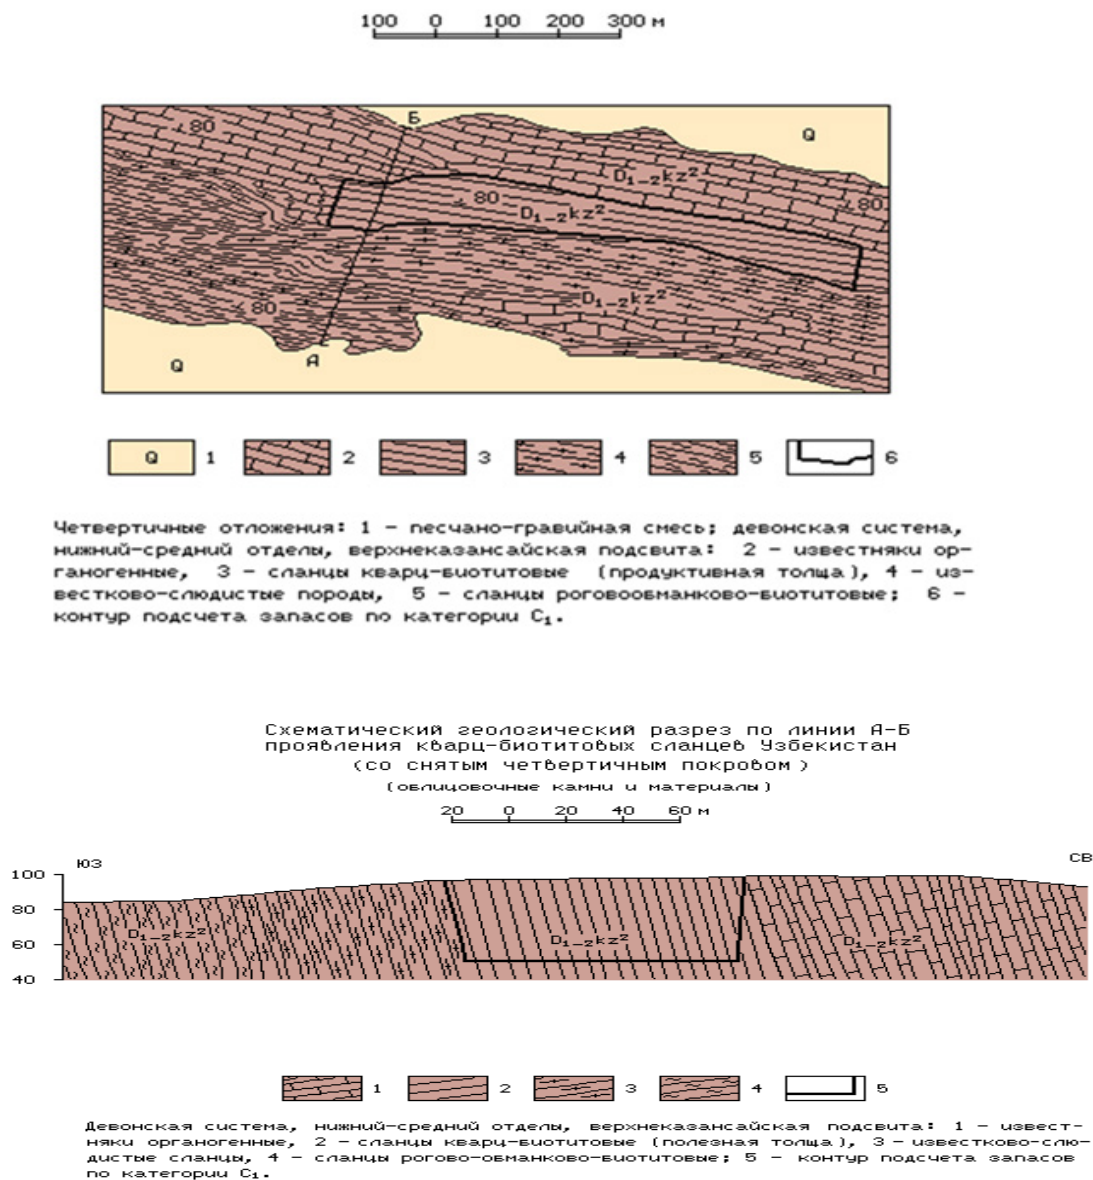 100 0 100 200 300 м
Б
∠80
Q
D₁₋₂kz²
∠80
∠80
D₁₋₂kz²
D₁₋₂kz²
∠80
Q
А
Q 1 2 3 4 5 6
Четвертичные отложения: 1 - песчано-гравийная смесь; девонская система,
нижний-средний отделы, верхнеказансайская подсвита: 2 - известняки ор-
ганогенные, 3 - сланцы кварц-биотитовые (продуктивная толща), 4 - из-
вестково-слюдистые породы, 5 - сланцы роговообманково-биотитовые; 6 -
контур подсчета запасов по категории С₁.
Схематический геологический разрез по линии А-Б
проявления кварц-биотитовых сланцев Узбекистан
(со снятым четвертичным покровом)
(облицовочные камни и материалы)
20 0 20 40 60 м
ЮЗ
СВ
100
80
60
40
D₁₋₂kz²
D₁₋₂kz²
D₁₋₂kz²
1 2 3 4 5
Девонская система, нижний-средний отделы, верхнеказансайская подсвита: 1 - извест-
няки органогенные, 2 - сланцы кварц-биотитовые (полезная толща), 3 - известково-слю-
дистые сланцы, 4 - сланцы рогово-обманково-биотитовые; 5 - контур подсчета запасов
по категории С₁.